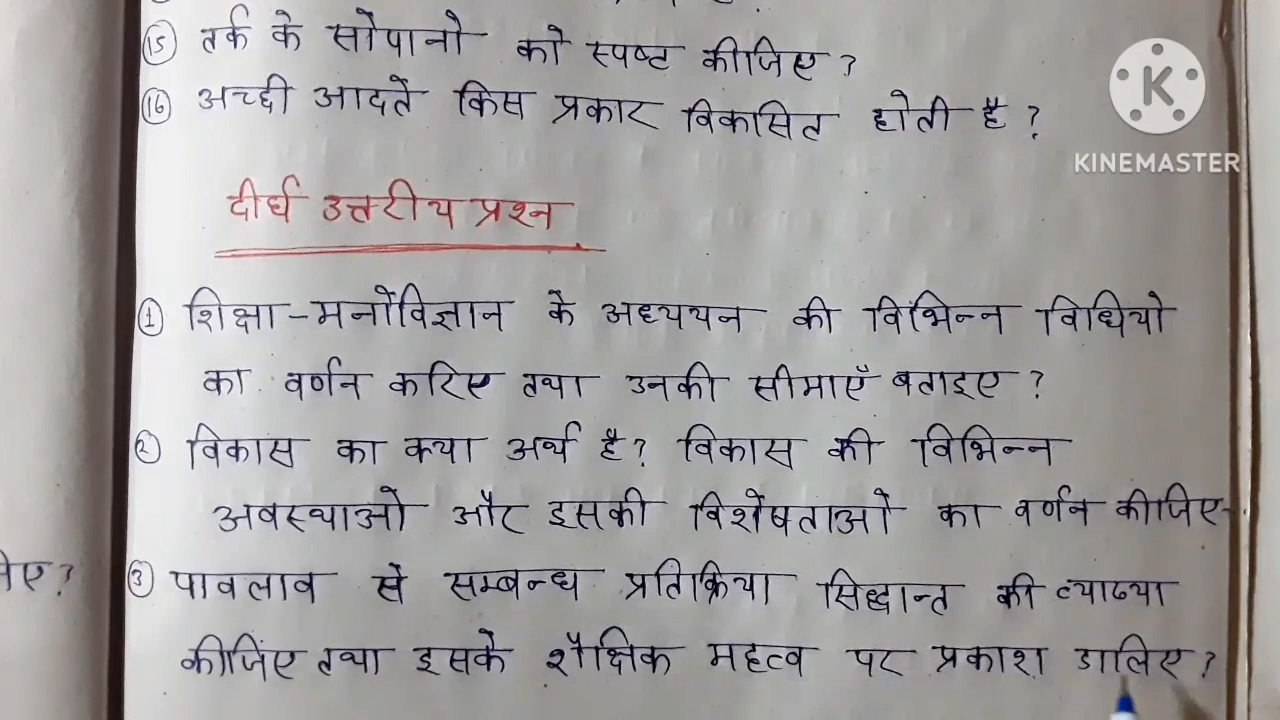 ⑮ तर्क के सोपानो को स्पष्ट कीजिए?
⑯ अच्छी आदतें किस प्रकार विकसित होती है?
KINEMASTER
दीर्घ उत्तरीय प्रश्न
① शिक्षा-मनोविज्ञान के अध्ययन की विभिन्न विधियो
का वर्णन करिए तथा उनकी सीमाएँ बताइए?
② विकास का क्या अर्थ है? विकास की विभिन्न
अवस्थाओ और इसकी विशेषताओ का वर्णन कीजिए-
③ पावलाव से सम्बन्ध प्रतिक्रिया सिद्धान्त की व्याख्या
कीजिए तथा इसके शैक्षिक महत्व पर प्रकाश डालिए?